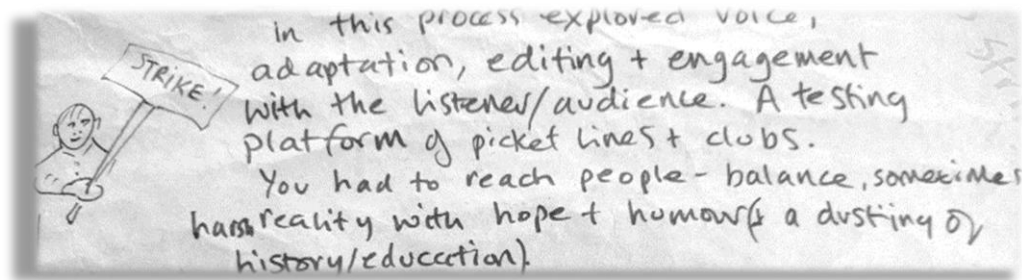 in this process explored voice,
STRIKE!
adaptation, editing + engagement
with the listener/audience. A testing
platform of picket lines + clubs.
You had to reach people - balance, sometimes
harsh reality with hope + humour (& a dusting of
history/education).